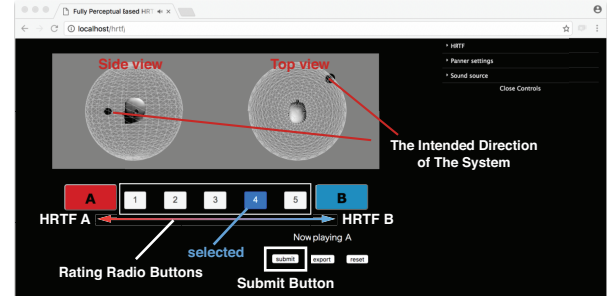 Fully Perceptual Based HRT
localhost/hrtf/
HRTF
Panner settings
Sound source
Close Controls
Side view
Top view
The Intended Direction
of The System
A
1
2
3
4
5
B
HRTF A
HRTF B
Now playing A
selected
Rating Radio Buttons
submit
export
reset
Submit Button